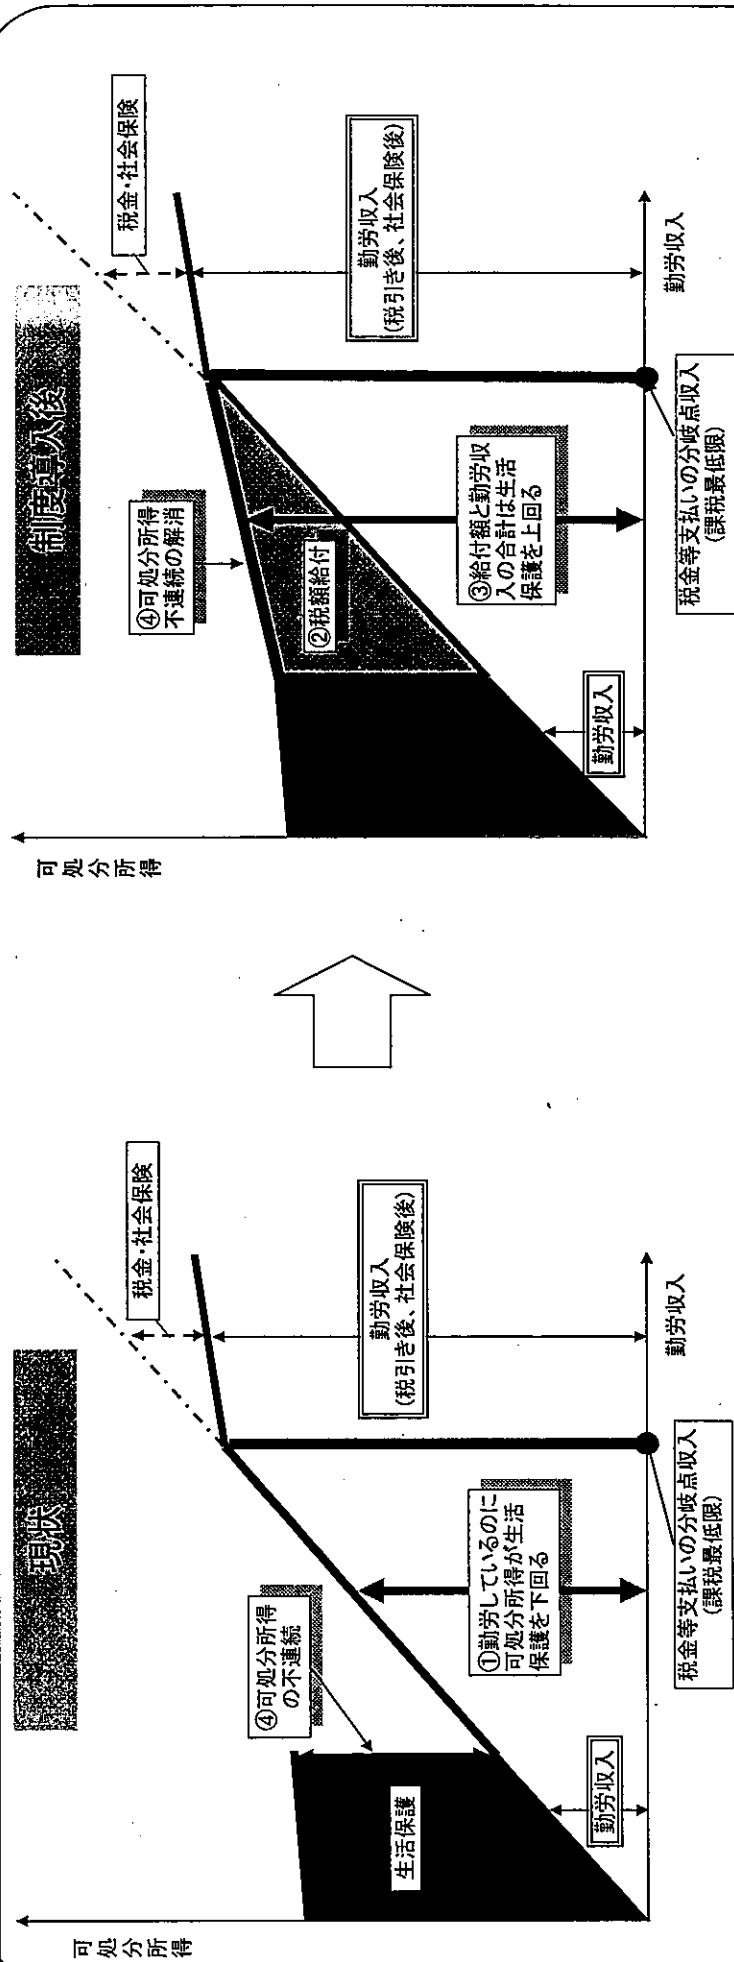 現状
可処分所得
生活保護
④可処分所得
の不連続
①勤労しているのに
可処分所得が生活
保護を下回る
勤労収入
税金・社会保険
勤労収入
(税引き後、社会保険後)
勤労収入
税金等支払いの分岐点収入
(課税最低限)
制度導入後
可処分所得
④可処分所得
不連続の解消
②税額給付
③給付額と勤労収
入の合計は生活
保護を上回る
勤労収入
税金・社会保険
勤労収入
(税引き後、社会保険後)
勤労収入
税金等支払いの分岐点収入
(課税最低限)